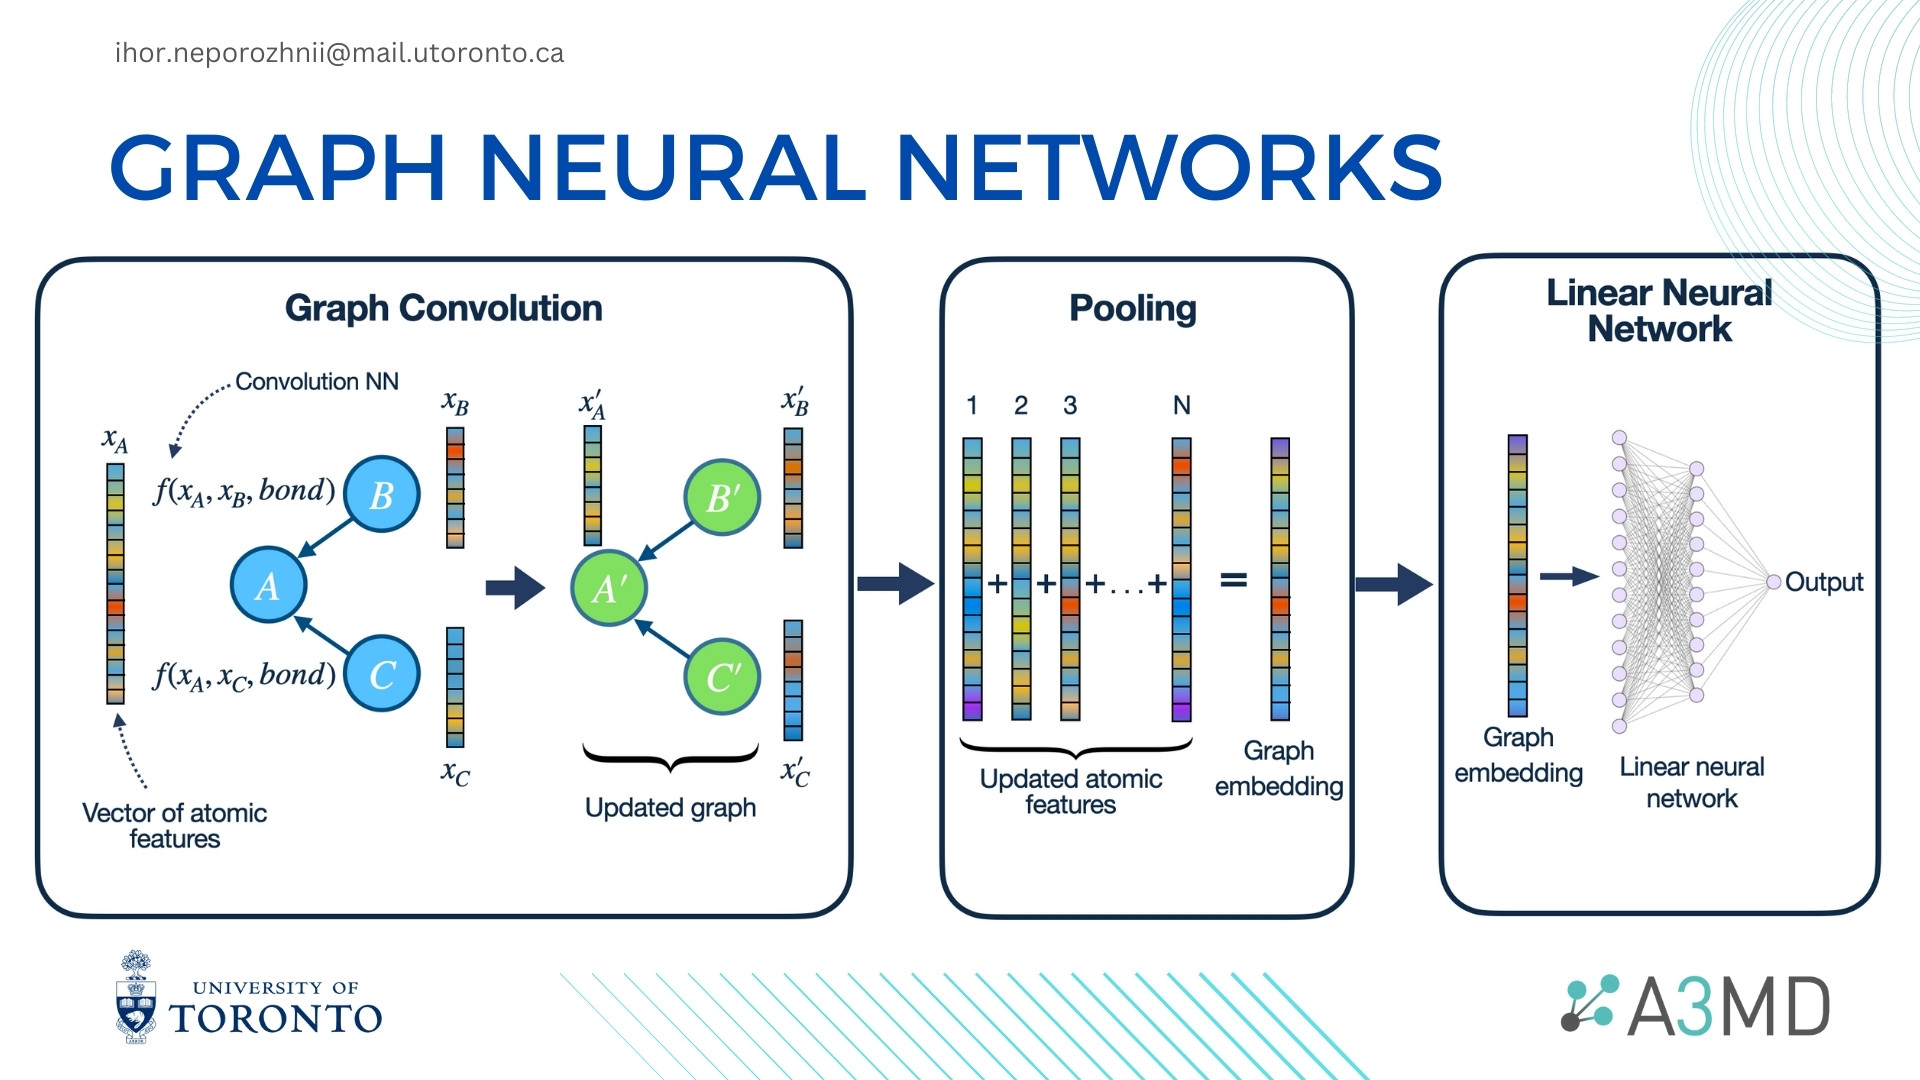 ihor.neporozhnii@mail.utoronto.ca
GRAPH NEURAL NETWORKS
Graph Convolution
Convolution NN
x_A
f(x_A, x_B, bond)
B
x_B
A
f(x_A, x_C, bond)
C
x_C
Vector of atomic
features
x'_A
B'
x'_B
A'
C'
x'_C
Updated graph
Pooling
1 2 3 N
+ + +...+ =
Updated atomic
features
Graph
embedding
Linear Neural
Network
Output
Graph
embedding
Linear neural
network
UNIVERSITY OF
TORONTO
A3MD